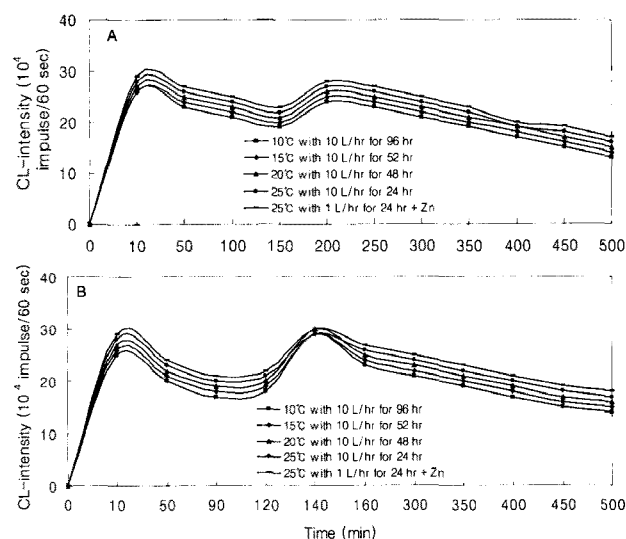 A
CL-intensity (10⁴
impulse/60 sec)
40
30
20
10
0
10℃ with 10 L/hr for 96 hr
15℃ with 10 L/hr for 52 hr
20℃ with 10 L/hr for 48 hr
25℃ with 10 L/hr for 24 hr
25℃ with 1 L/hr for 24 hr + Zn
0 10 50 100 150 200 250 300 350 400 450 500
B
CL-intensity (10⁻⁴ impulse/60 sec)
40
30
20
10
0
10℃ with 10 L/hr for 96 hr
15℃ with 10 L/hr for 52 hr
20℃ with 10 L/hr for 48 hr
25℃ with 10 L/hr for 24 hr
25℃ with 1 L/hr for 24 hr + Zn
0 10 50 90 120 140 160 300 350 400 450 500
Time (min)